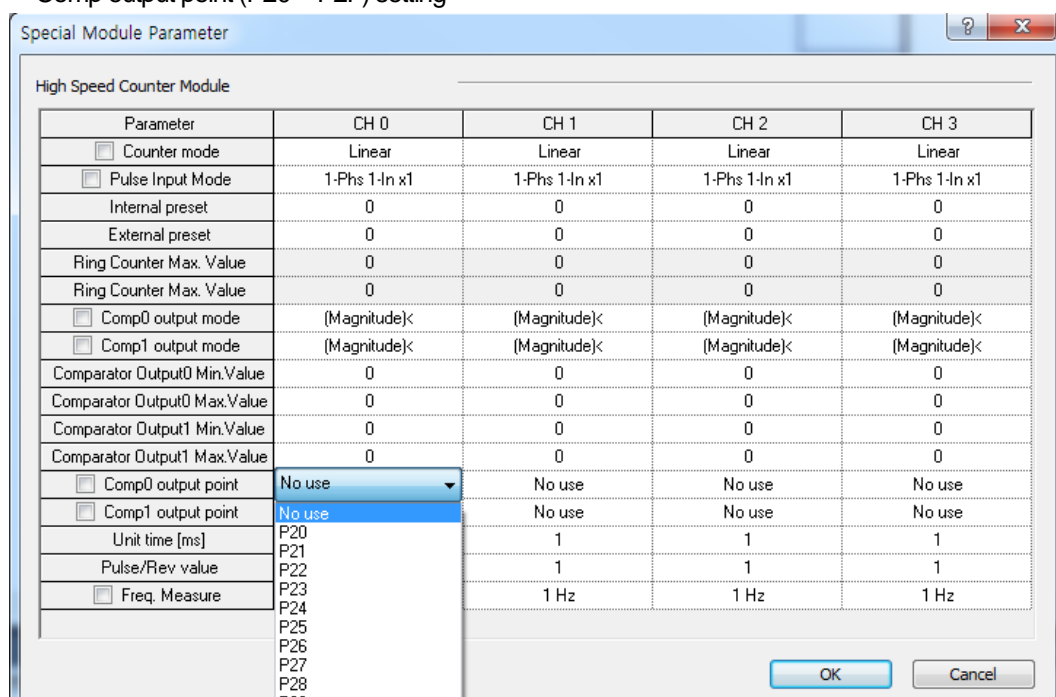 Comp output point (P20 ~ P2F) setting
Special Module Parameter
High Speed Counter Module
Parameter CH 0 CH 1 CH 2 CH 3
Counter mode Linear Linear Linear Linear
Pulse Input Mode 1-Phs 1-In x1 1-Phs 1-In x1 1-Phs 1-In x1 1-Phs 1-In x1
Internal preset 0 0 0 0
External preset 0 0 0 0
Ring Counter Max. Value 0 0 0 0
Ring Counter Max. Value 0 0 0 0
Comp0 output mode (Magnitude)< (Magnitude)< (Magnitude)< (Magnitude)<
Comp1 output mode (Magnitude)< (Magnitude)< (Magnitude)< (Magnitude)<
Comparator Output0 Min.Value 0 0 0 0
Comparator Output0 Max.Value 0 0 0 0
Comparator Output1 Min.Value 0 0 0 0
Comparator Output1 Max.Value 0 0 0 0
Comp0 output point No use No use No use No use
Comp1 output point No use No use No use No use
P20
Unit time [ms] 1 1 1
P21
Pulse/Rev value P22 1 1 1
P23
Freq. Measure 1 Hz 1 Hz 1 Hz
P24
P25
P26
P27
P28
OK Cancel